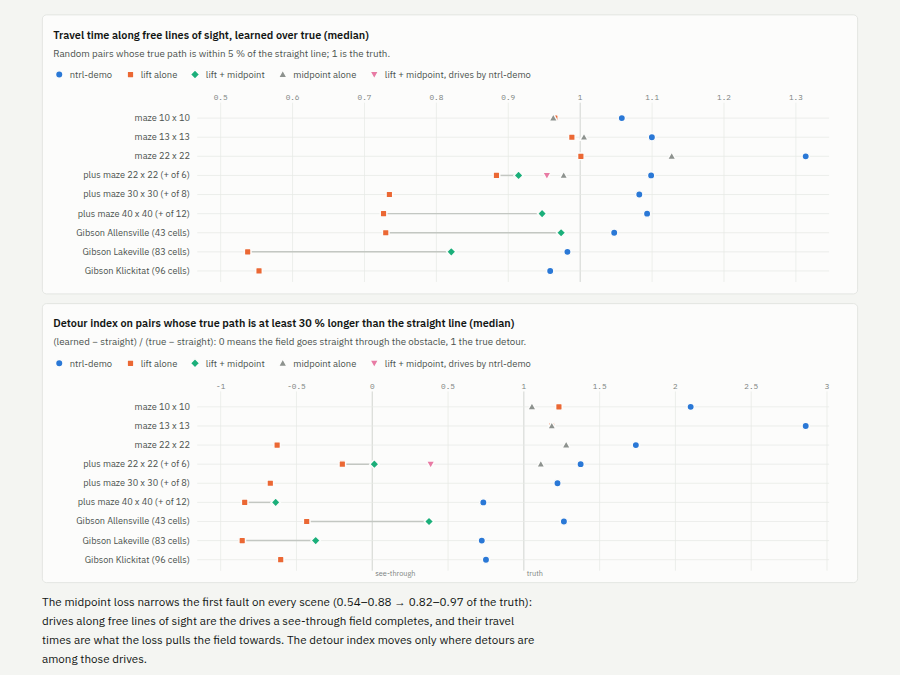 Travel time along free lines of sight, learned over true (median)
Random pairs whose true path is within 5 % of the straight line; 1 is the truth.
ntrl-demo lift alone lift + midpoint midpoint alone lift + midpoint, drives by ntrl-demo
0.5 0.6 0.7 0.8 0.9 1 1.1 1.2 1.3
maze 10 x 10
maze 13 x 13
maze 22 x 22
plus maze 22 x 22 (+ of 6)
plus maze 30 x 30 (+ of 8)
plus maze 40 x 40 (+ of 12)
Gibson Allensville (43 cells)
Gibson Lakeville (83 cells)
Gibson Klickitat (96 cells)
Detour index on pairs whose true path is at least 30 % longer than the straight line (median)
(learned − straight) / (true − straight): 0 means the field goes straight through the obstacle, 1 the true detour.
ntrl-demo lift alone lift + midpoint midpoint alone lift + midpoint, drives by ntrl-demo
-1 -0.5 0 0.5 1 1.5 2 2.5 3
maze 10 x 10
maze 13 x 13
maze 22 x 22
plus maze 22 x 22 (+ of 6)
plus maze 30 x 30 (+ of 8)
plus maze 40 x 40 (+ of 12)
Gibson Allensville (43 cells)
Gibson Lakeville (83 cells)
Gibson Klickitat (96 cells)
see-through truth
The midpoint loss narrows the first fault on every scene (0.54–0.88 → 0.82–0.97 of the truth):
drives along free lines of sight are the drives a see-through field completes, and their travel
times are what the loss pulls the field towards. The detour index moves only where detours are
among those drives.